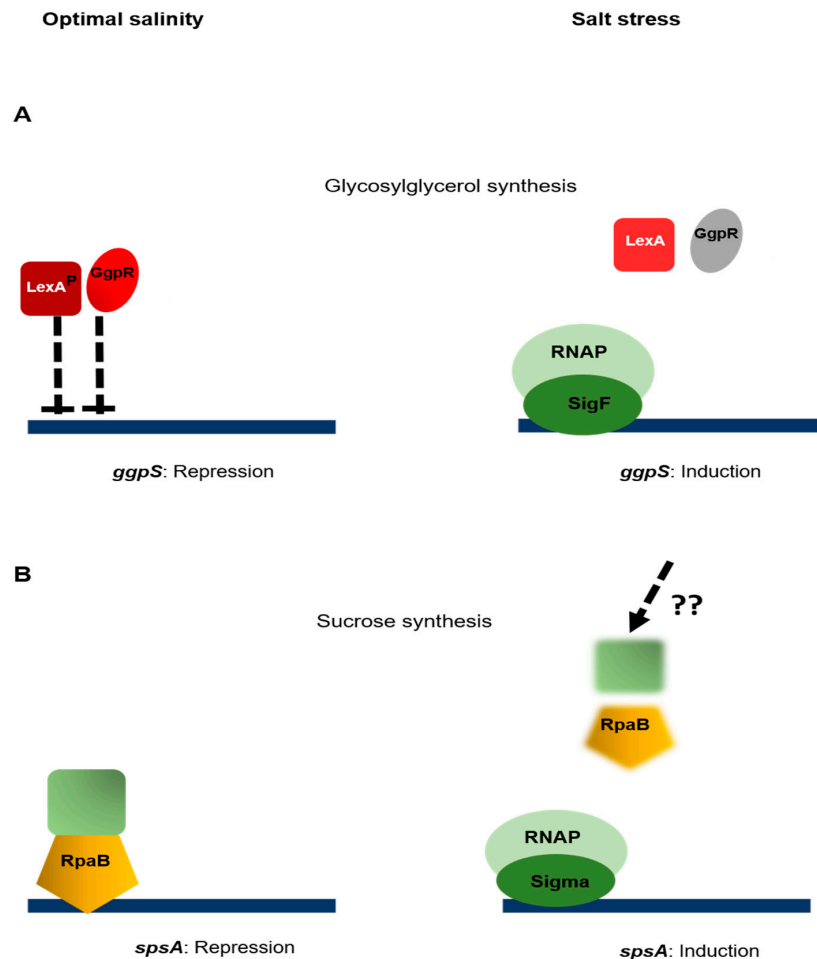 Optimal salinity Salt stress
A
Glycosylglycerol synthesis
LexA GgpR
LexAP GgpR
RNAP
SigF
ggpS: Repression ggpS: Induction
B
??
Sucrose synthesis
RpaB
RpaB RNAP
Sigma
spsA: Repression spsA: Induction